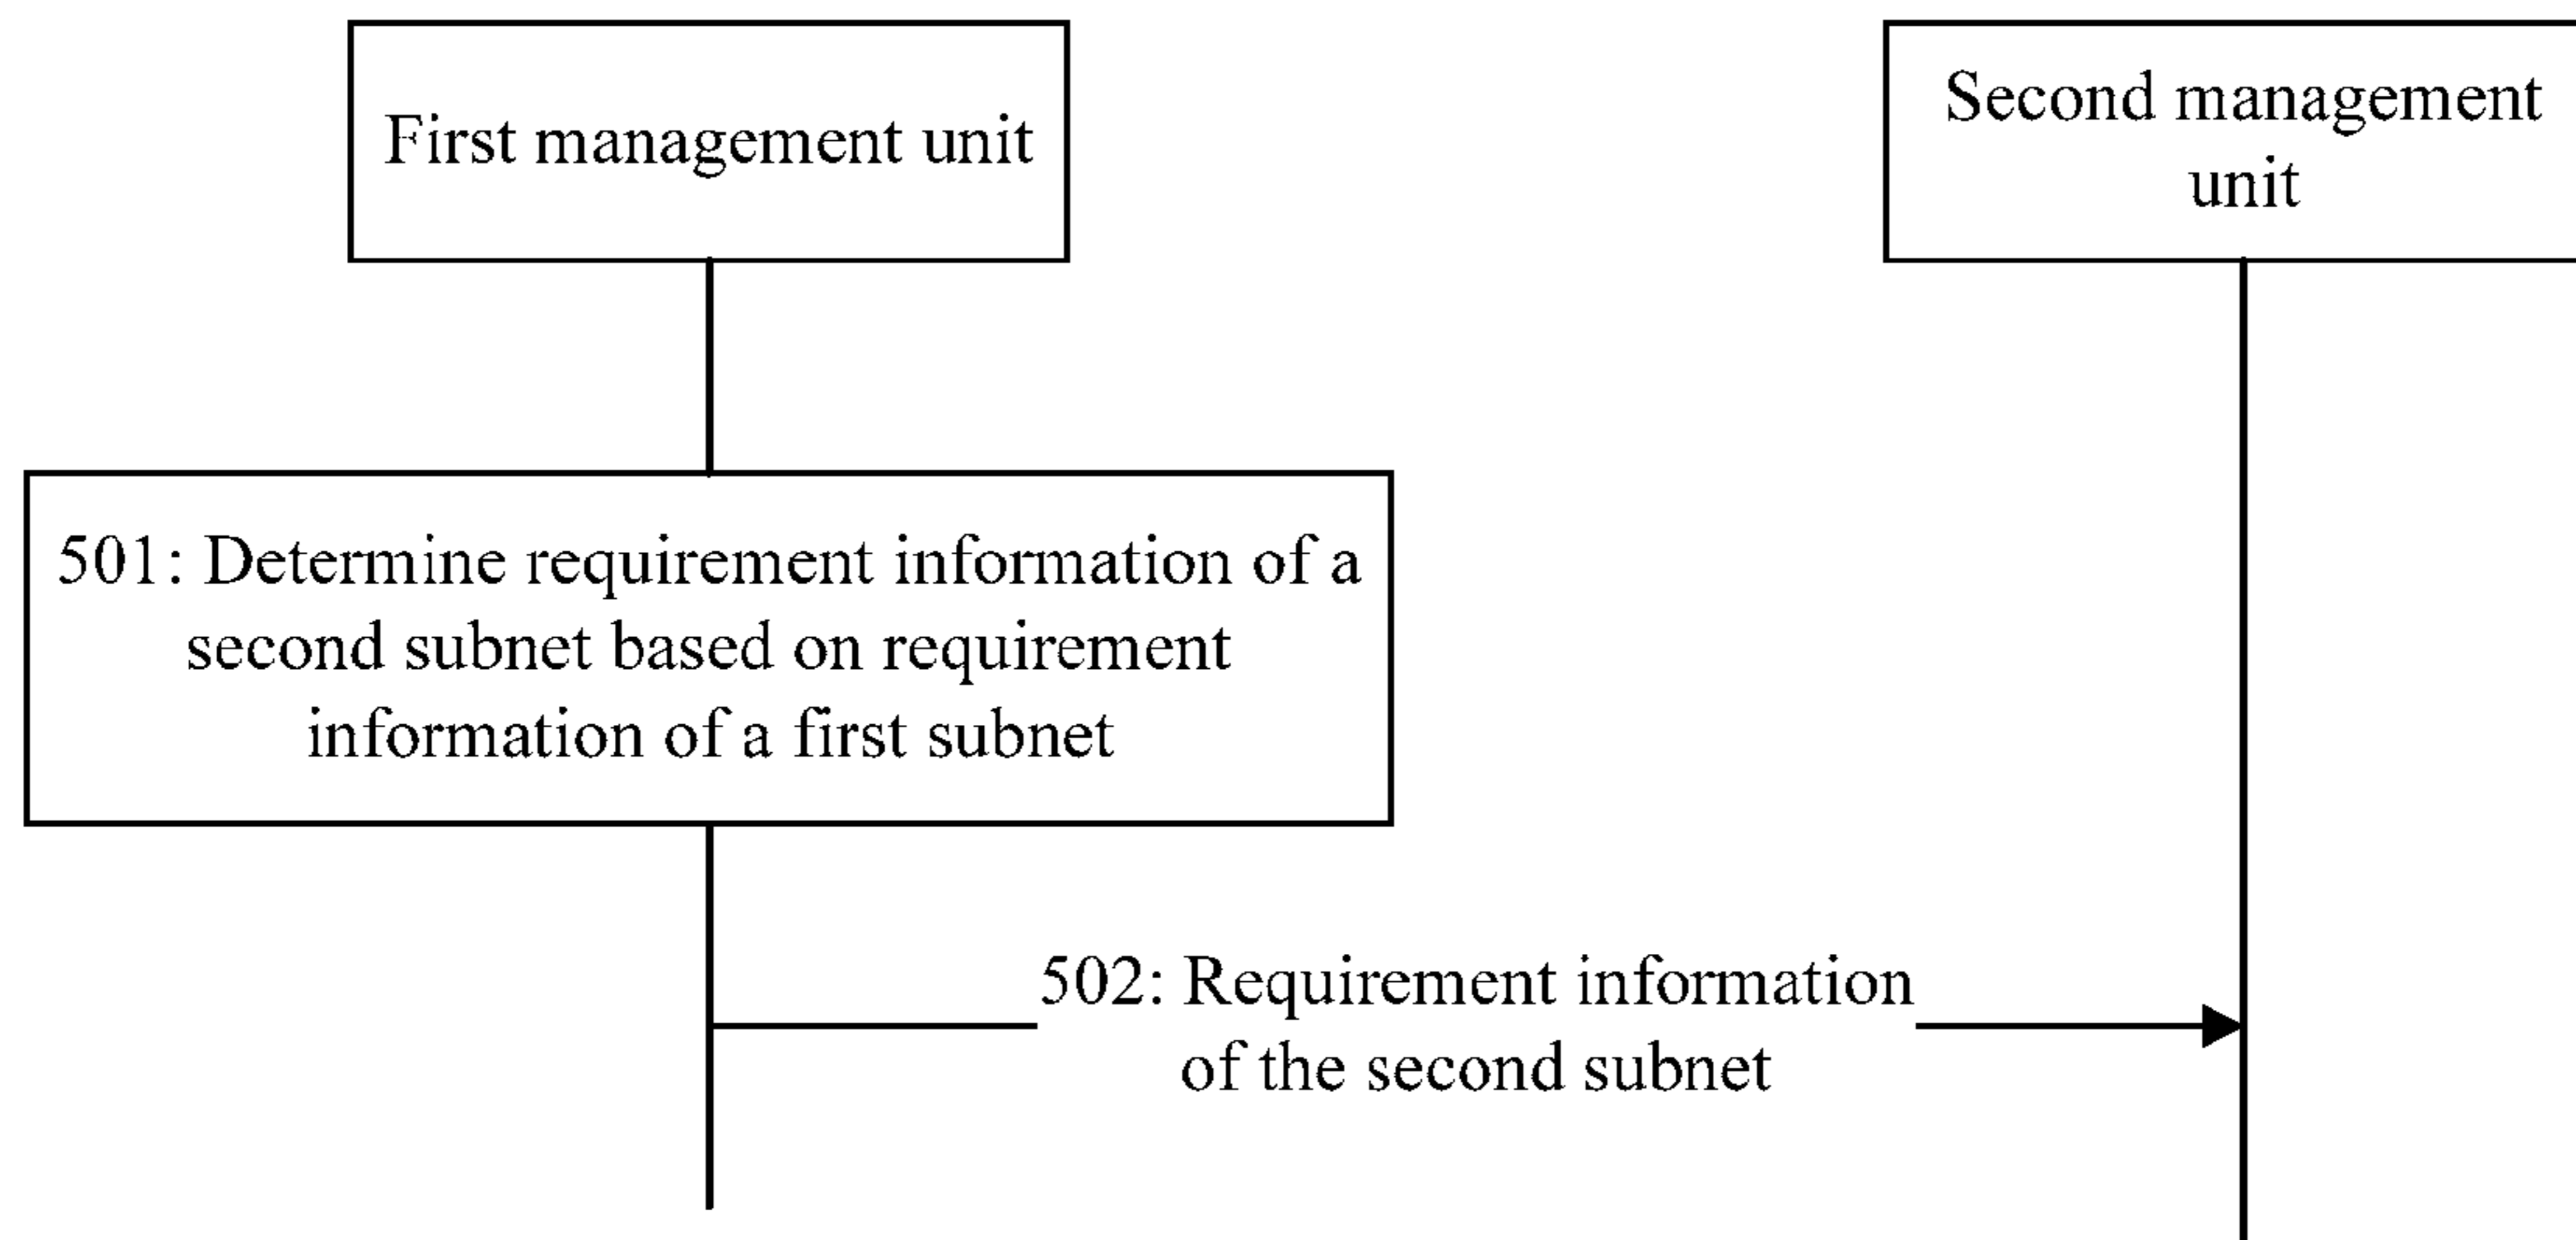 First management unit
Second management
unit
501: Determine requirement information of a
second subnet based on requirement
information of a first subnet
502: Requirement information
of the second subnet